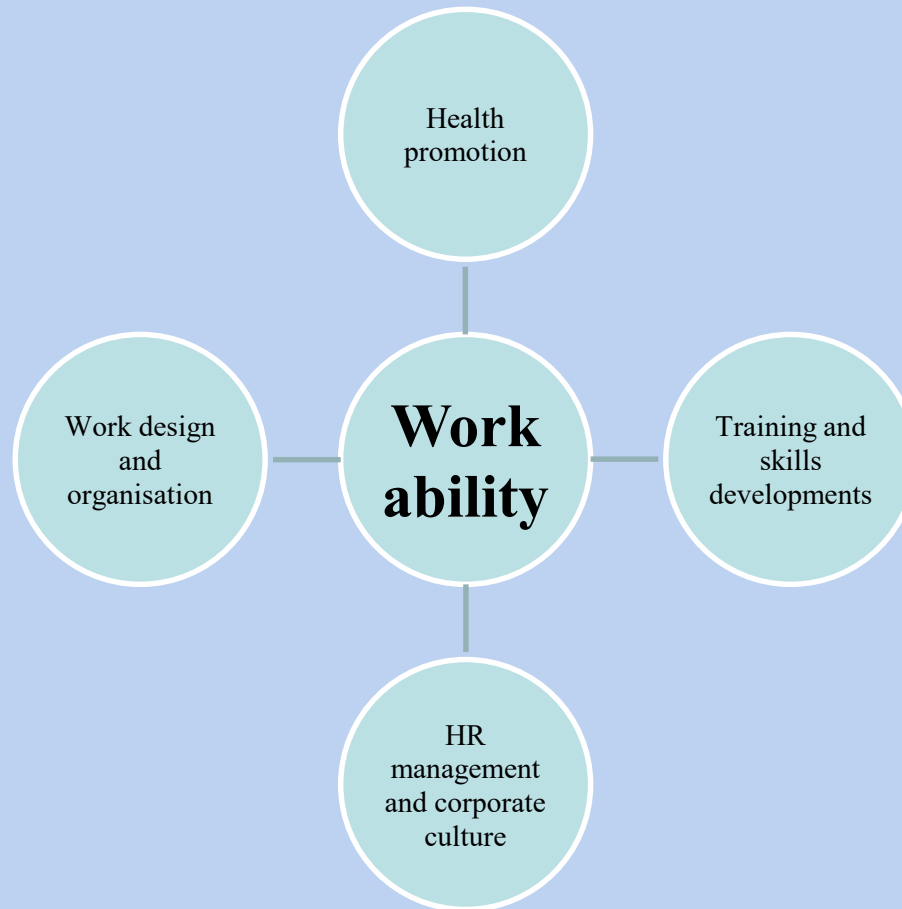 Health
promotion
Work design
and
organisation
Work
ability
Training and
skills
developments
HR
management
and corporate
culture